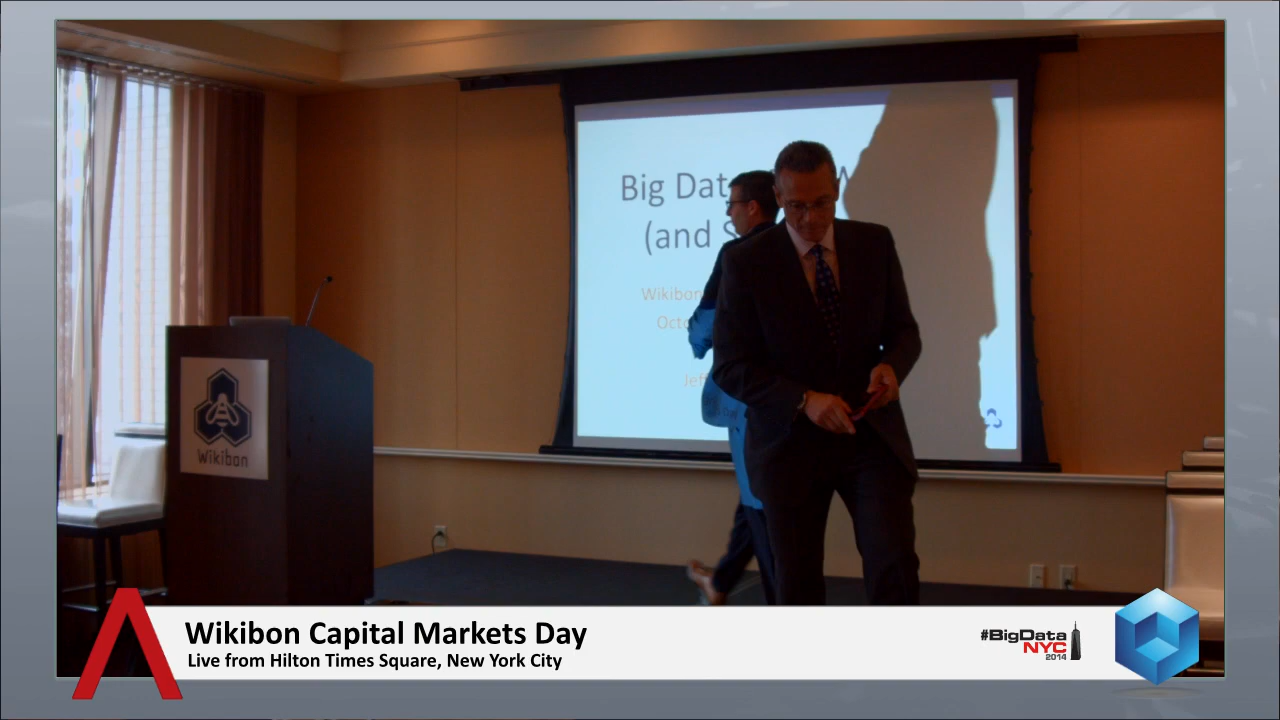 Big Dat
(and S
Wikibon
Octo
Jeff
Wikibon
Wikibon Capital Markets Day
Live from Hilton Times Square, New York City
#BigData
NYC
2014